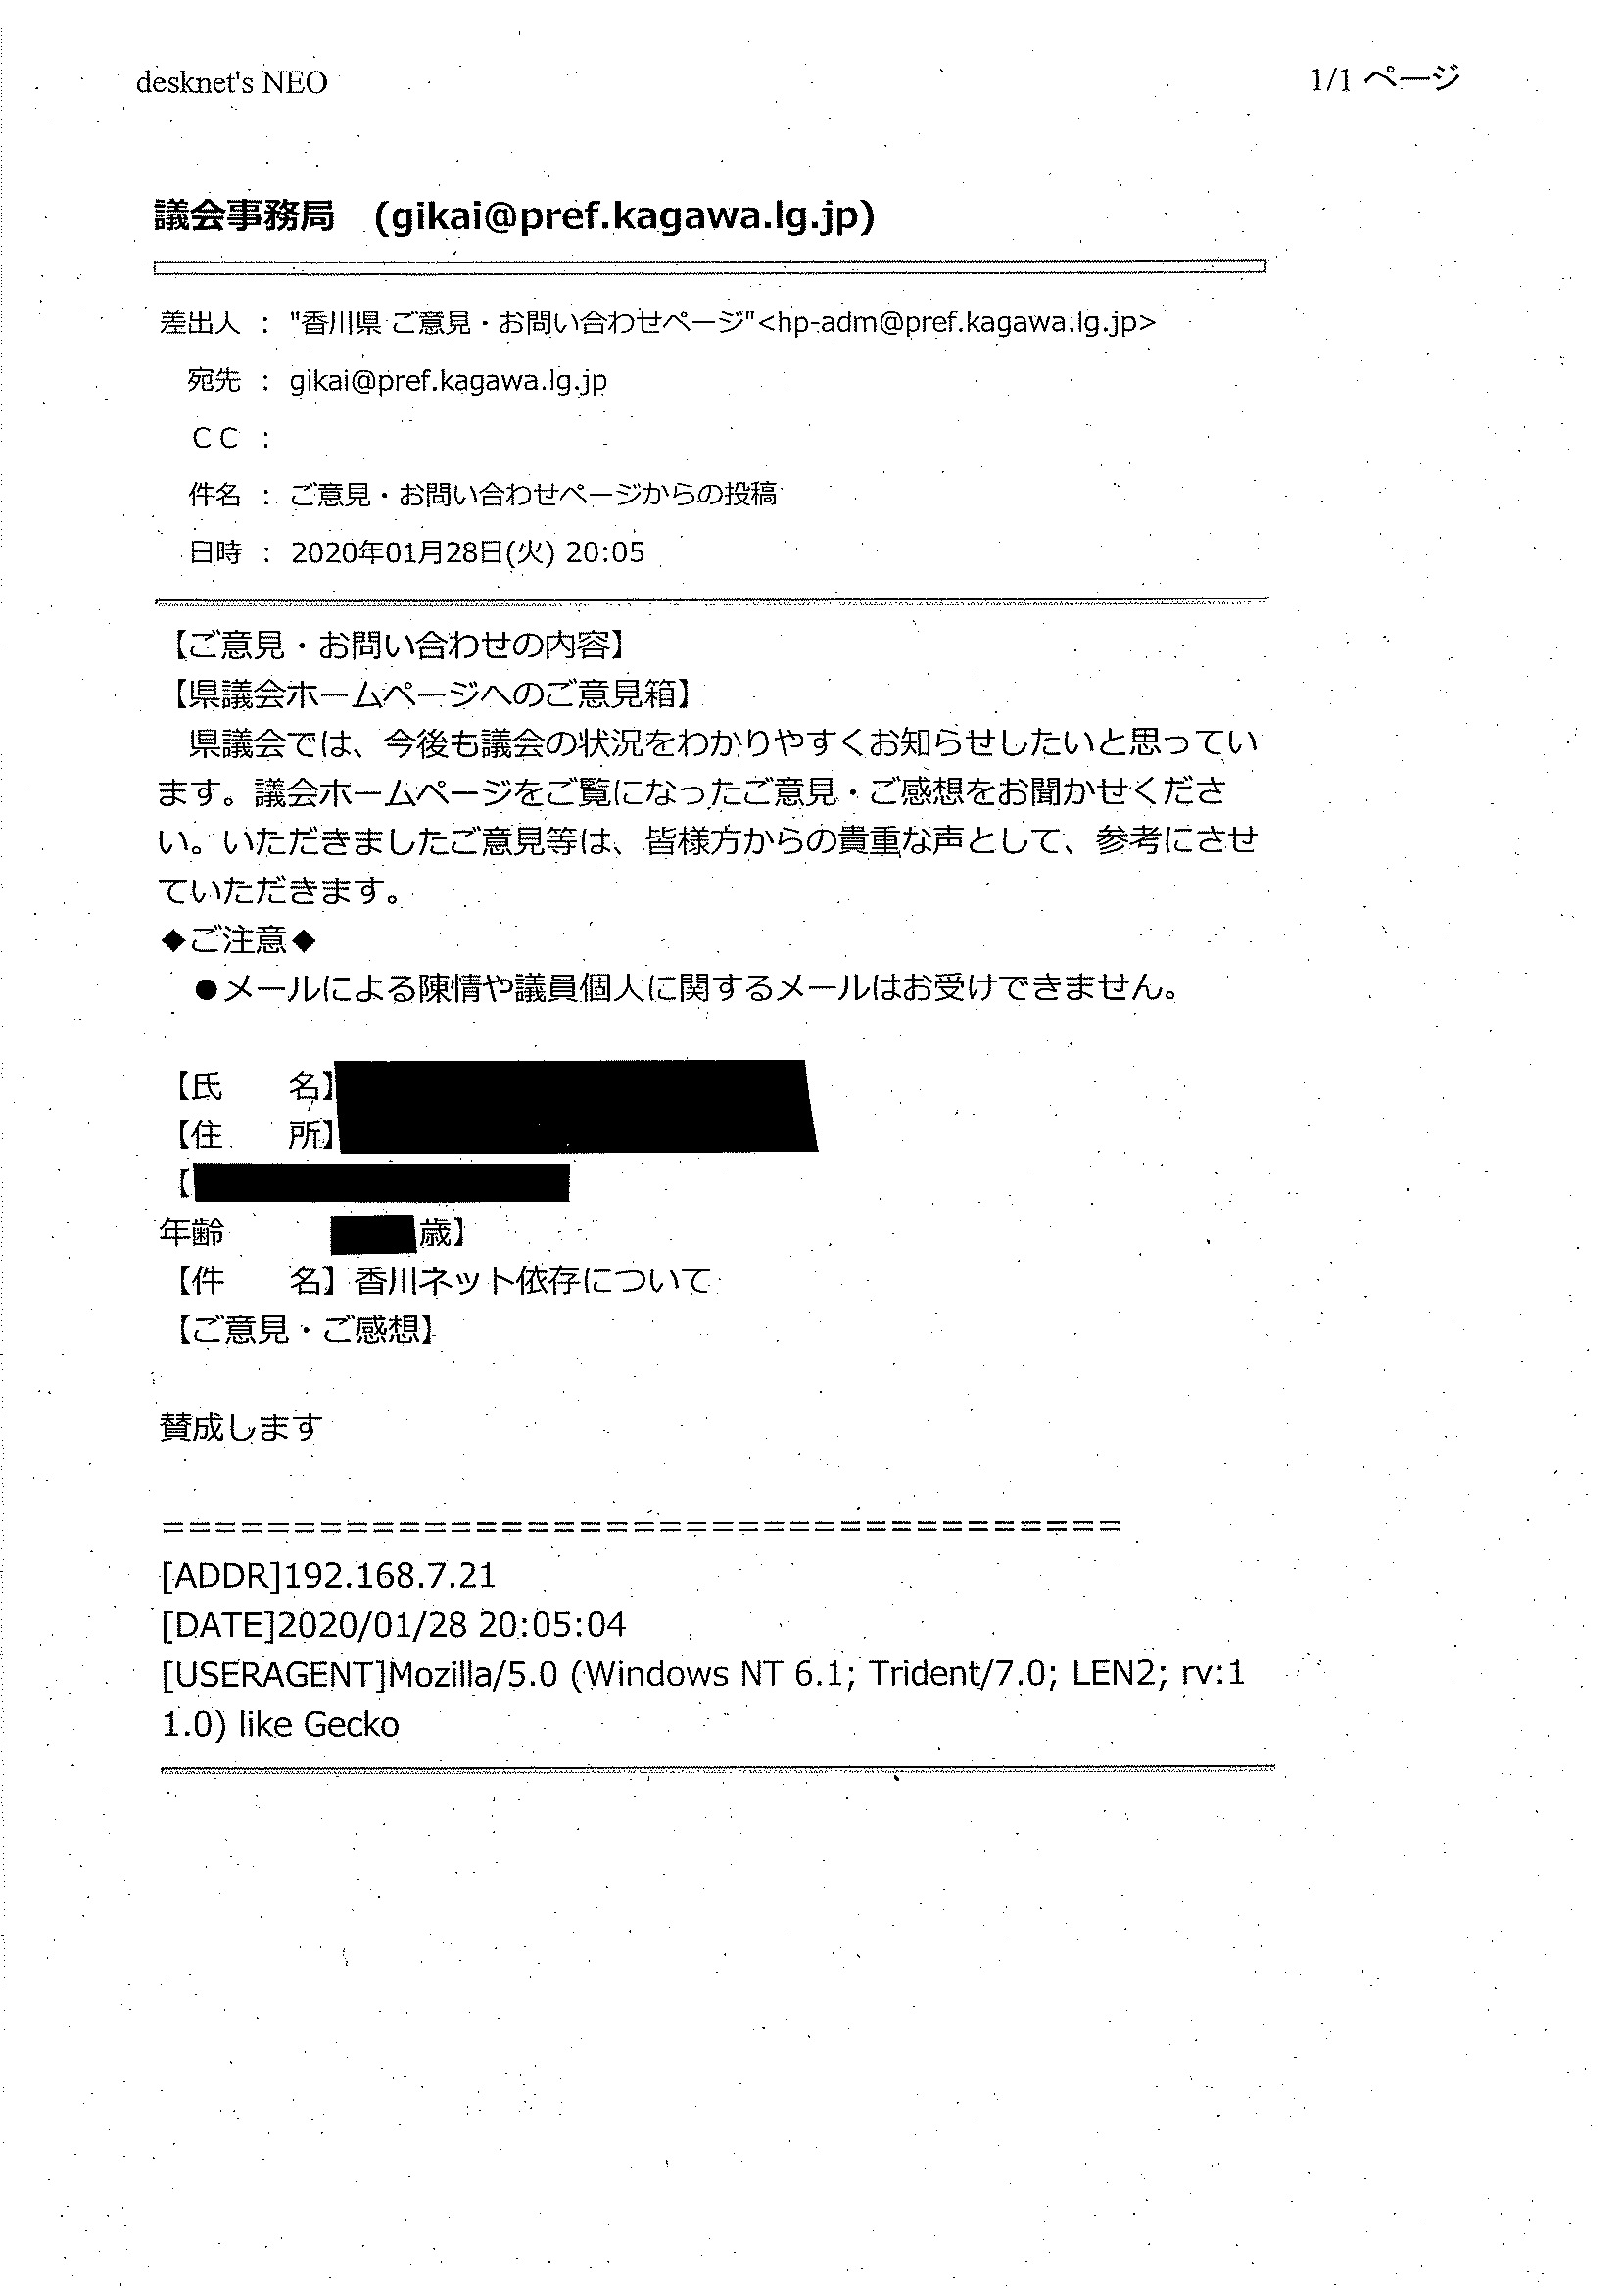 desknet's NEO
1/1 ページ
議会事務局 (gikai@pref.kagawa.lg.jp)
差出人 : "香川県 ご意見・お問い合わせページ"<hp-adm@pref.kagawa.lg.jp>
宛先 : gikai@pref.kagawa.lg.jp
CC :
件名 : ご意見・お問い合わせページからの投稿
日時 : 2020年01月28日(火) 20:05
【ご意見・お問い合わせの内容】
【県議会ホームページへのご意見箱】
県議会では、今後も議会の状況をわかりやすくお知らせしたいと思ってい
ます。議会ホームページをご覧になったご意見・ご感想をお聞かせくださ
い。いただきましたご意見等は、皆様方からの貴重な声として、参考にさせ
ていただきます。
◆ご注意◆
●メールによる陳情や議員個人に関するメールはお受けできません。
【氏　　名】
【住　　所】
【
年齢　　　歳】
【件　　名】香川ネット依存について
【ご意見・ご感想】
賛成します
=====================================
[ADDR]192.168.7.21
[DATE]2020/01/28 20:05:04
[USERAGENT]Mozilla/5.0 (Windows NT 6.1; Trident/7.0; LEN2; rv:1
1.0) like Gecko